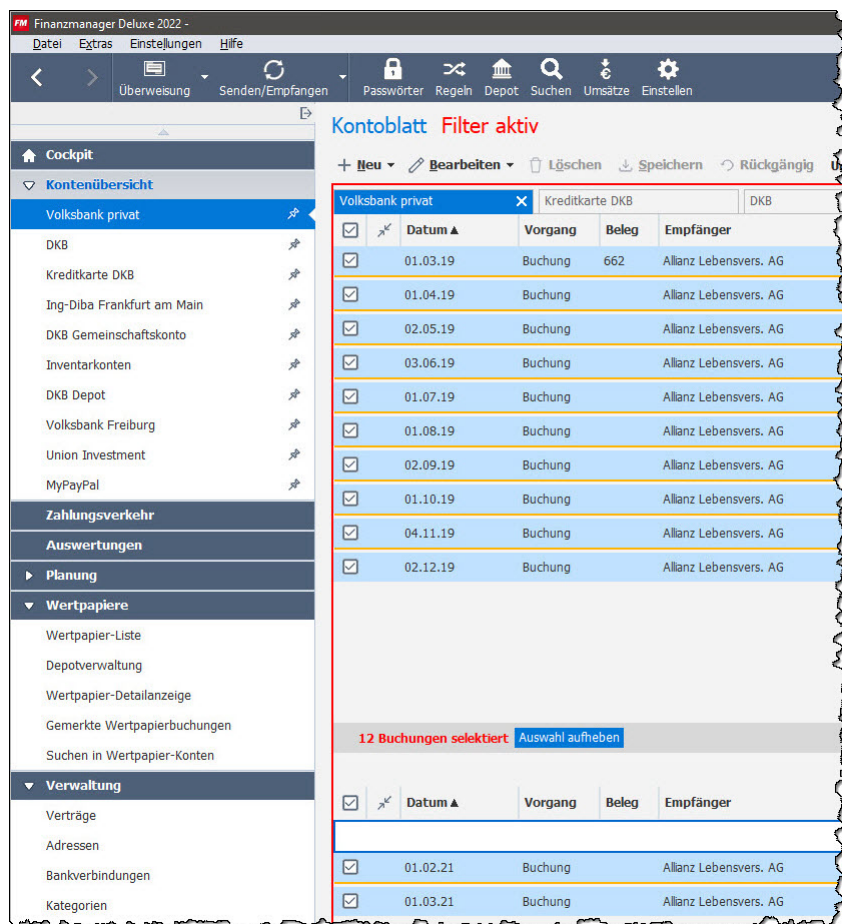 FM Finanzmanager Deluxe 2022 -
Datei Extras Einstellungen Hilfe
Überweisung Senden/Empfangen Passwörter Regeln Depot Suchen Umsätze Einstellen
Kontoblatt Filter aktiv
Cockpit
+ Neu Bearbeiten Löschen Speichern Rückgängig
Kontenübersicht
Volksbank privat
DKB
Kreditkarte DKB
Ing-Diba Frankfurt am Main
DKB Gemeinschaftskonto
Inventarkonten
DKB Depot
Volksbank Freiburg
Union Investment
MyPayPal
Zahlungsverkehr
Auswertungen
Planung
Wertpapiere
Wertpapier-Liste
Depotverwaltung
Wertpapier-Detailanzeige
Gemerkte Wertpapierbuchungen
Suchen in Wertpapier-Konten
Verwaltung
Verträge
Adressen
Bankverbindungen
Kategorien
Volksbank privat Kreditkarte DKB DKB
Datum Vorgang Beleg Empfänger
01.03.19 Buchung 662 Allianz Lebensvers. AG
01.04.19 Buchung Allianz Lebensvers. AG
02.05.19 Buchung Allianz Lebensvers. AG
03.06.19 Buchung Allianz Lebensvers. AG
01.07.19 Buchung Allianz Lebensvers. AG
01.08.19 Buchung Allianz Lebensvers. AG
02.09.19 Buchung Allianz Lebensvers. AG
01.10.19 Buchung Allianz Lebensvers. AG
04.11.19 Buchung Allianz Lebensvers. AG
02.12.19 Buchung Allianz Lebensvers. AG
12 Buchungen selektiert Auswahl aufheben
Datum Vorgang Beleg Empfänger
01.02.21 Buchung Allianz Lebensvers. AG
01.03.21 Buchung Allianz Lebensvers. AG